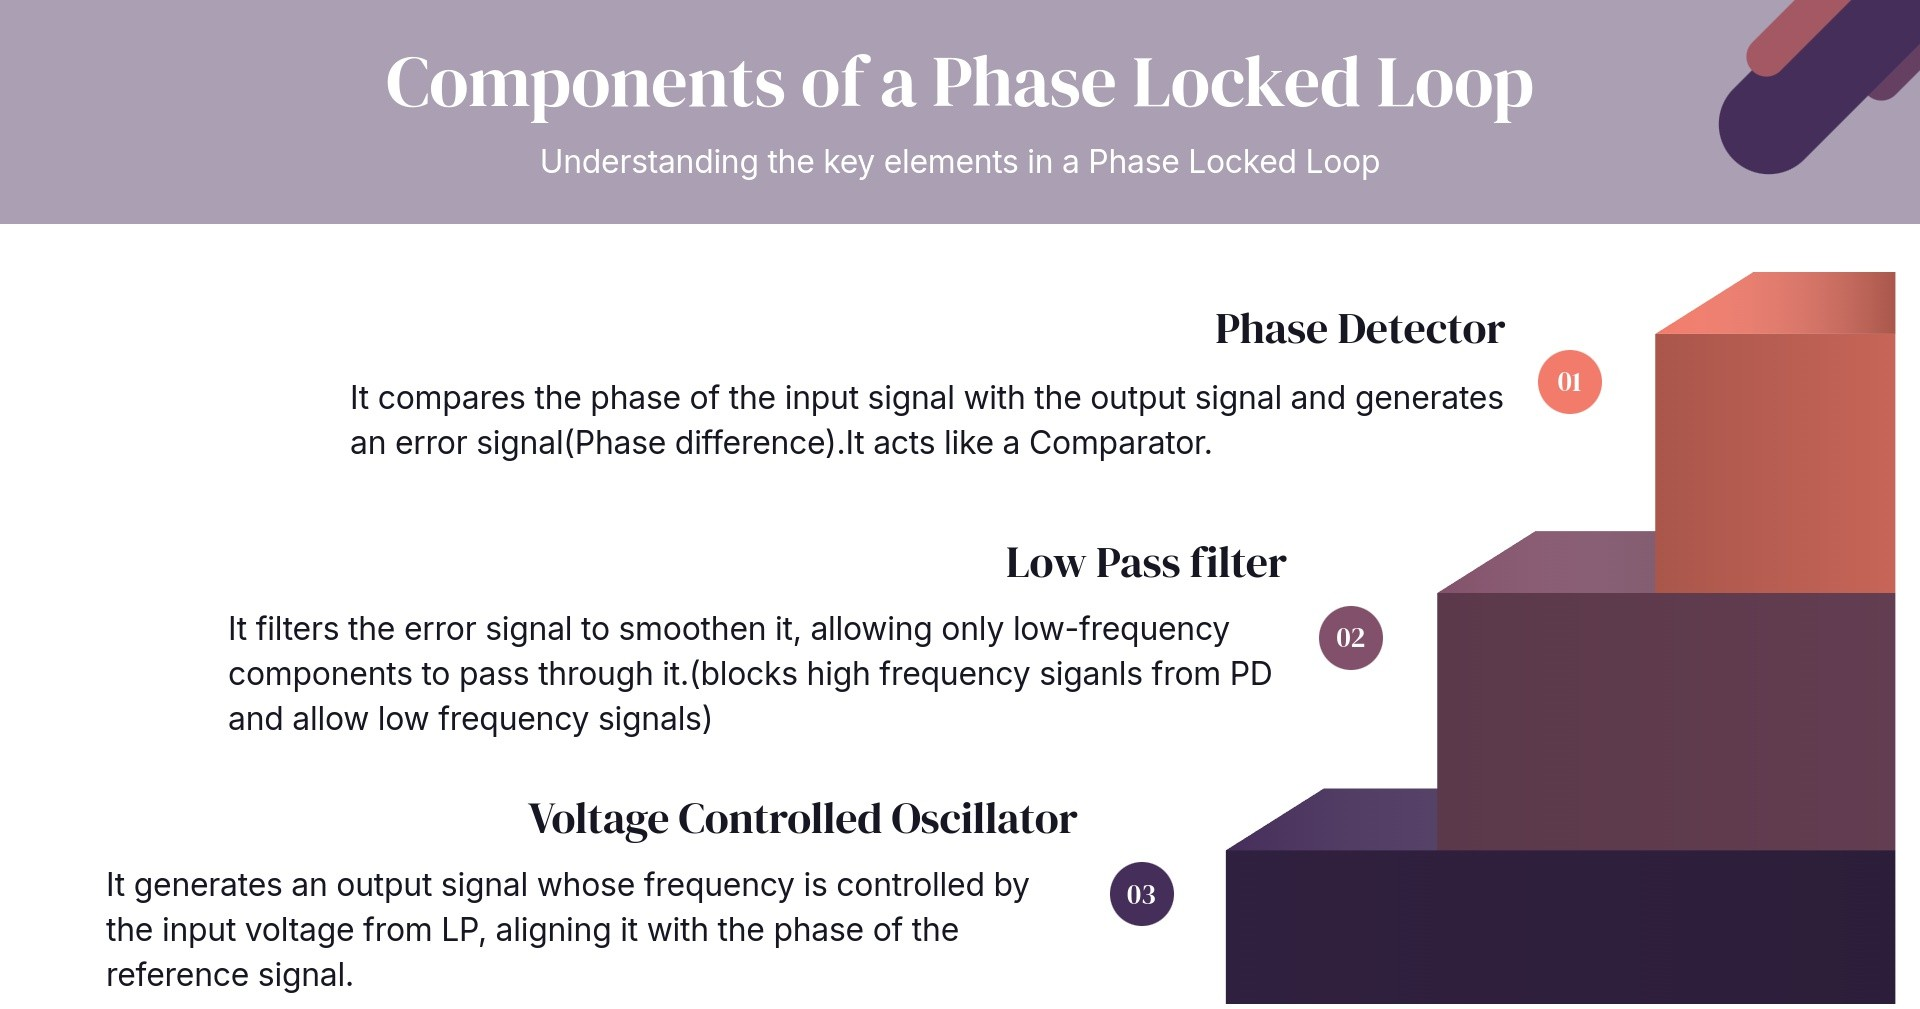 Components of a Phase Locked Loop
Understanding the key elements in a Phase Locked Loop
Phase Detector
01
It compares the phase of the input signal with the output signal and generates
an error signal(Phase difference).It acts like a Comparator.
Low Pass filter
02
It filters the error signal to smoothen it, allowing only low-frequency
components to pass through it.(blocks high frequency siganls from PD
and allow low frequency signals)
Voltage Controlled Oscillator
03
It generates an output signal whose frequency is controlled by
the input voltage from LP, aligning it with the phase of the
reference signal.